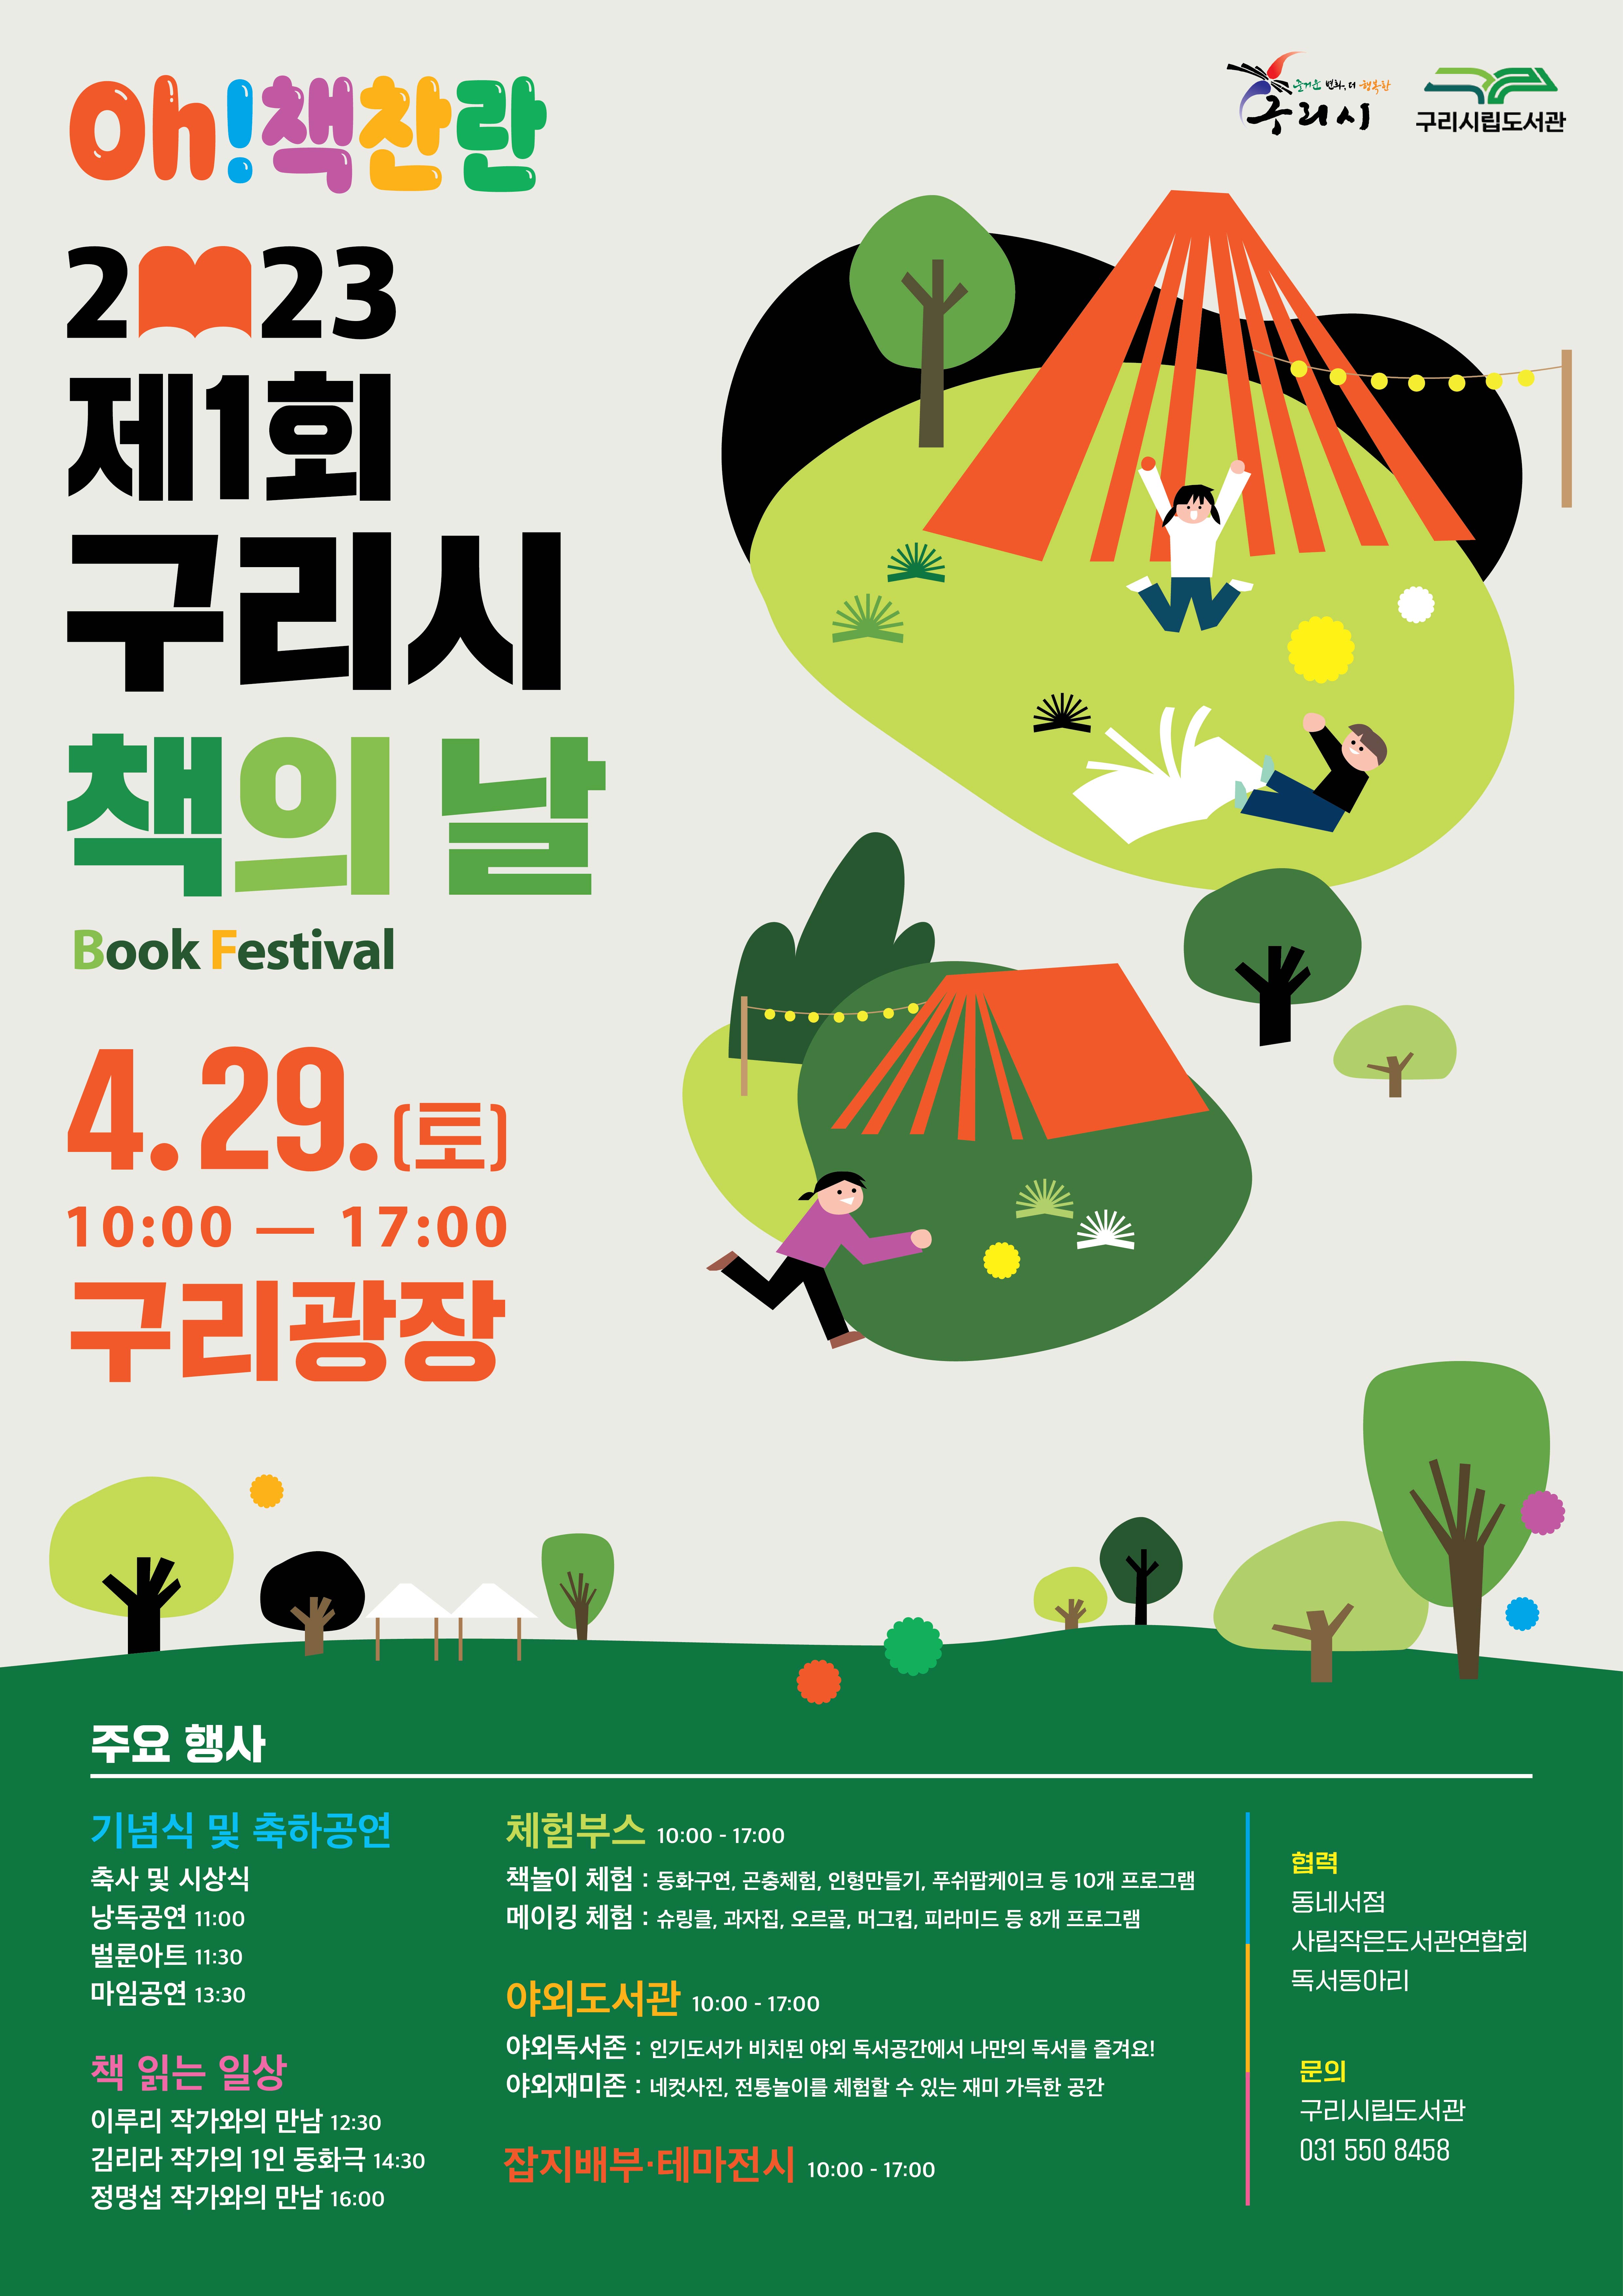 Oh!책찬란
즐거운 변화, 더 행복한
구리시
구리시립도서관
2023
제1회
구리시
책의 날
Book Festival
4. 29. (토)
10:00 — 17:00
구리광장
주요 행사
기념식 및 축하공연
축사 및 시상식
낭독공연 11:00
벌룬아트 11:30
마임공연 13:30
책 읽는 일상
이루리 작가와의 만남 12:30
김리라 작가의 1인 동화극 14:30
정명섭 작가와의 만남 16:00
체험부스 10:00 - 17:00
책놀이 체험 : 동화구연, 곤충체험, 인형만들기, 푸쉬팝케이크 등 10개 프로그램
메이킹 체험 : 슈링클, 과자집, 오르골, 머그컵, 피라미드 등 8개 프로그램
야외도서관 10:00 - 17:00
야외독서존 : 인기도서가 비치된 야외 독서공간에서 나만의 독서를 즐겨요!
야외재미존 : 네컷사진, 전통놀이를 체험할 수 있는 재미 가득한 공간
잡지배부·테마전시 10:00 - 17:00
협력
동네서점
사립작은도서관연합회
독서동아리
문의
구리시립도서관
031 550 8458